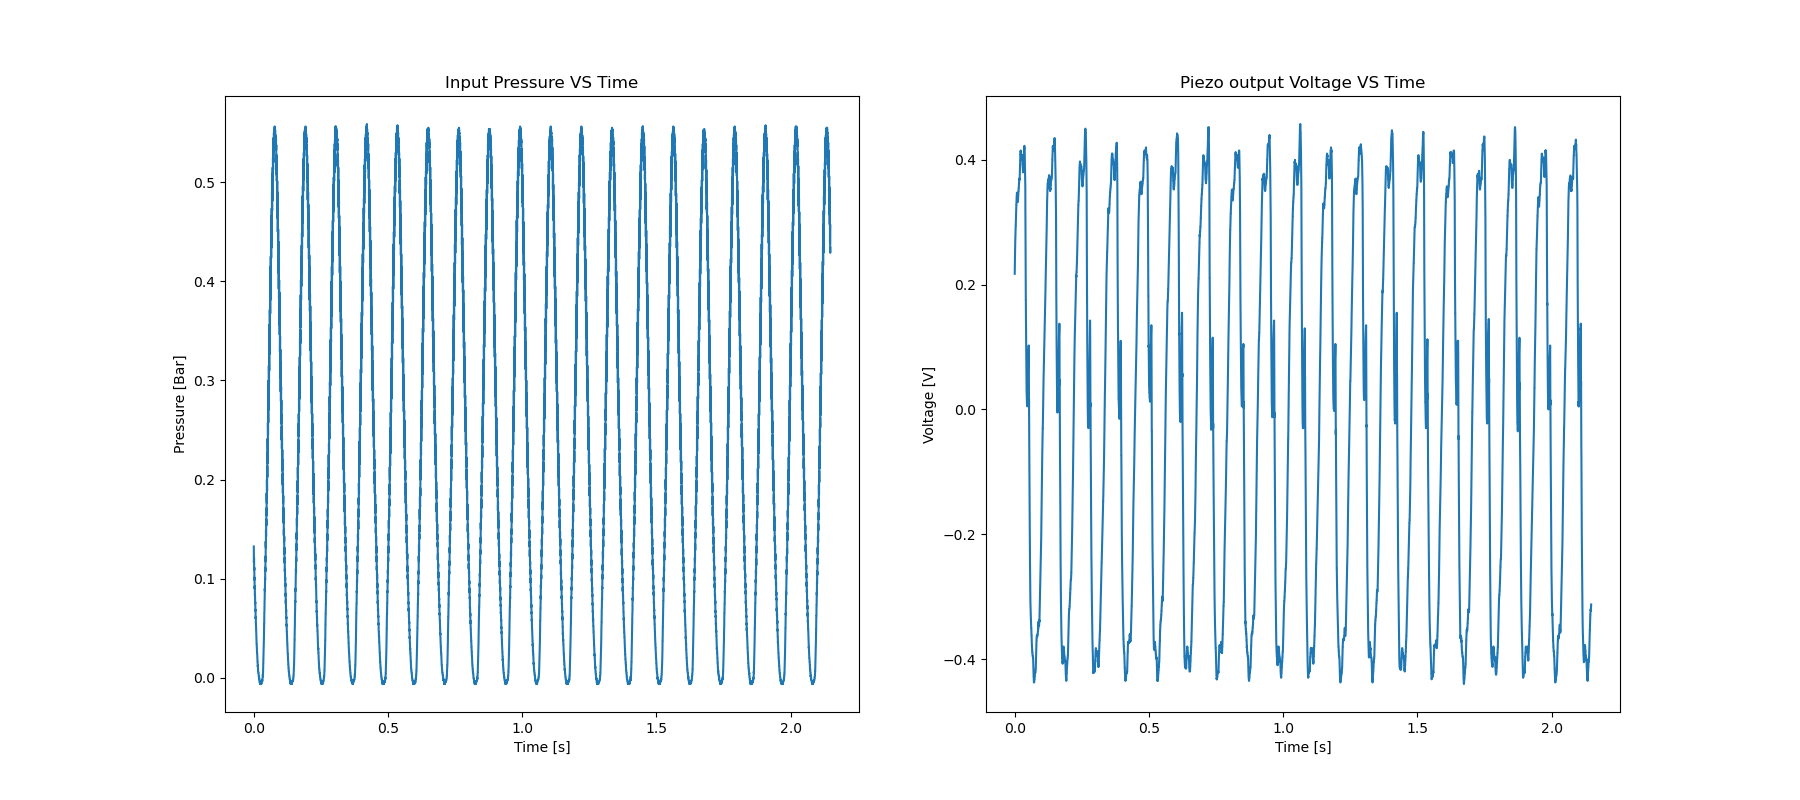 Input Pressure VS Time
Pressure [Bar]
0.5
0.4
0.3
0.2
0.1
0.0
0.0 0.5 1.0 1.5 2.0
Time [s]
Piezo output Voltage VS Time
Voltage [V]
0.4
0.2
0.0
−0.2
−0.4
0.0 0.5 1.0 1.5 2.0
Time [s]